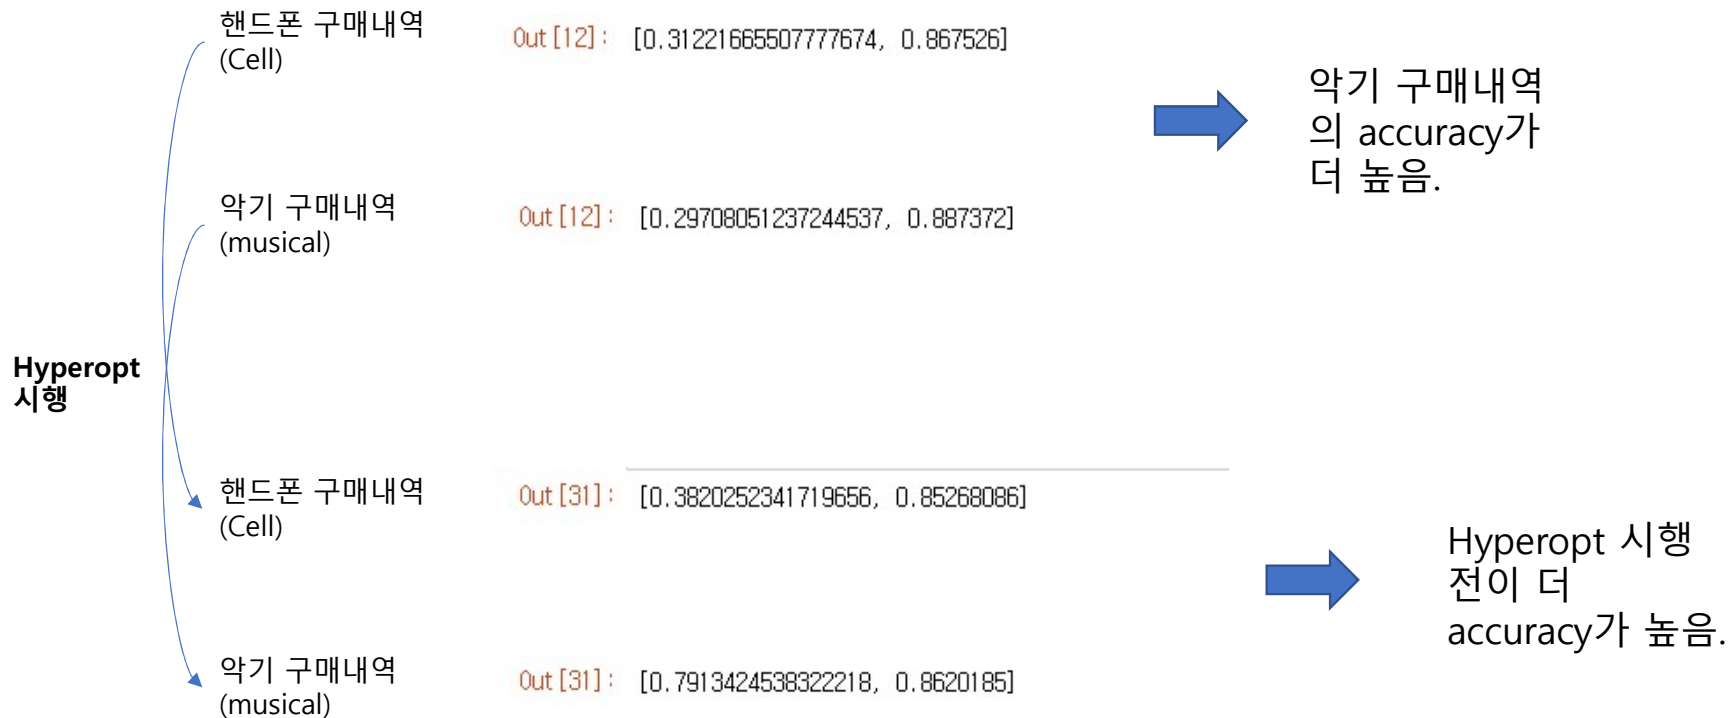 핸드폰 구매내역
(Cell)
Out[12]: [0.31221665507777674, 0.867526]
악기 구매내역
의 accuracy가
더 높음.
악기 구매내역
(musical)
Out[12]: [0.29708051237244537, 0.887372]
Hyperopt
시행
핸드폰 구매내역
(Cell)
Out[31]: [0.3820252341719656, 0.85268086]
Hyperopt 시행
전이 더
accuracy가 높음.
악기 구매내역
(musical)
Out[31]: [0.7913424538322218, 0.8620185]